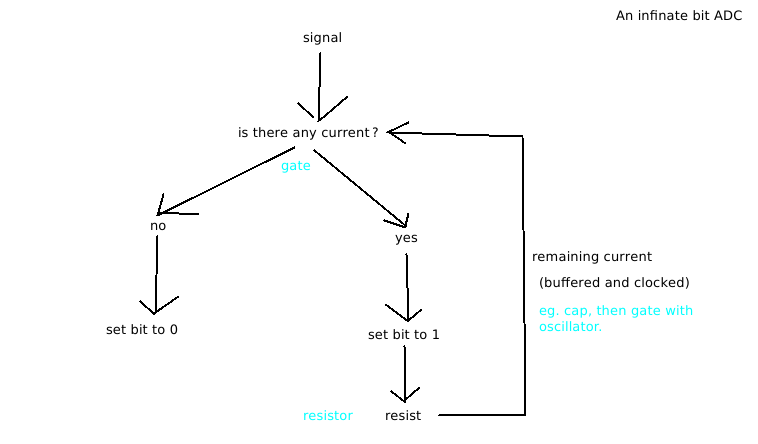 An infinate bit ADC
signal
is there any current?
gate
no
yes
remaining current
(buffered and clocked)
eg. cap, then gate with
oscillator.
set bit to 0
set bit to 1
resistor
resist